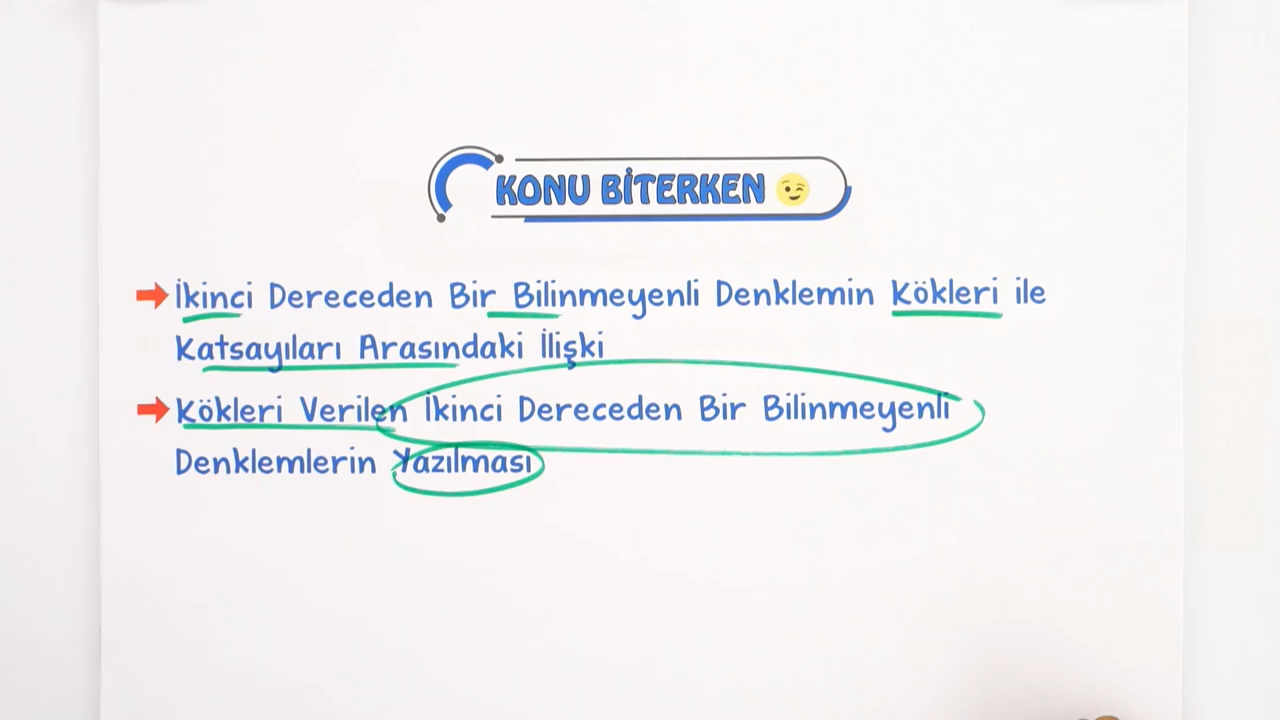 KONU BİTERKEN
İkinci Dereceden Bir Bilinmeyenli Denklemin Kökleri ile
Katsayıları Arasındaki İlişki
Kökleri Verilen İkinci Dereceden Bir Bilinmeyenli
Denklemlerin Yazılması